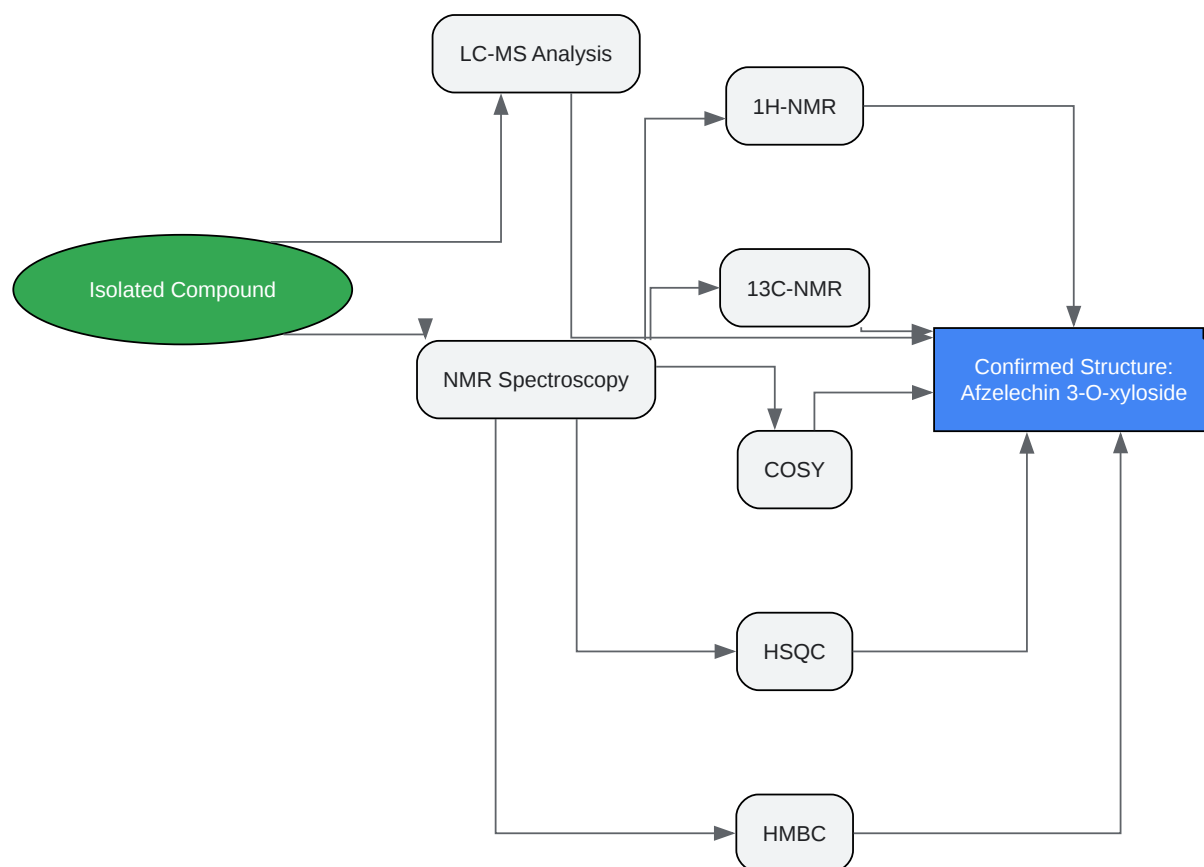 LC-MS Analysis
1H-NMR
Isolated Compound
13C-NMR
NMR Spectroscopy
Confirmed Structure:
Afzelechin 3-O-xyloside
COSY
HSQC
HMBC